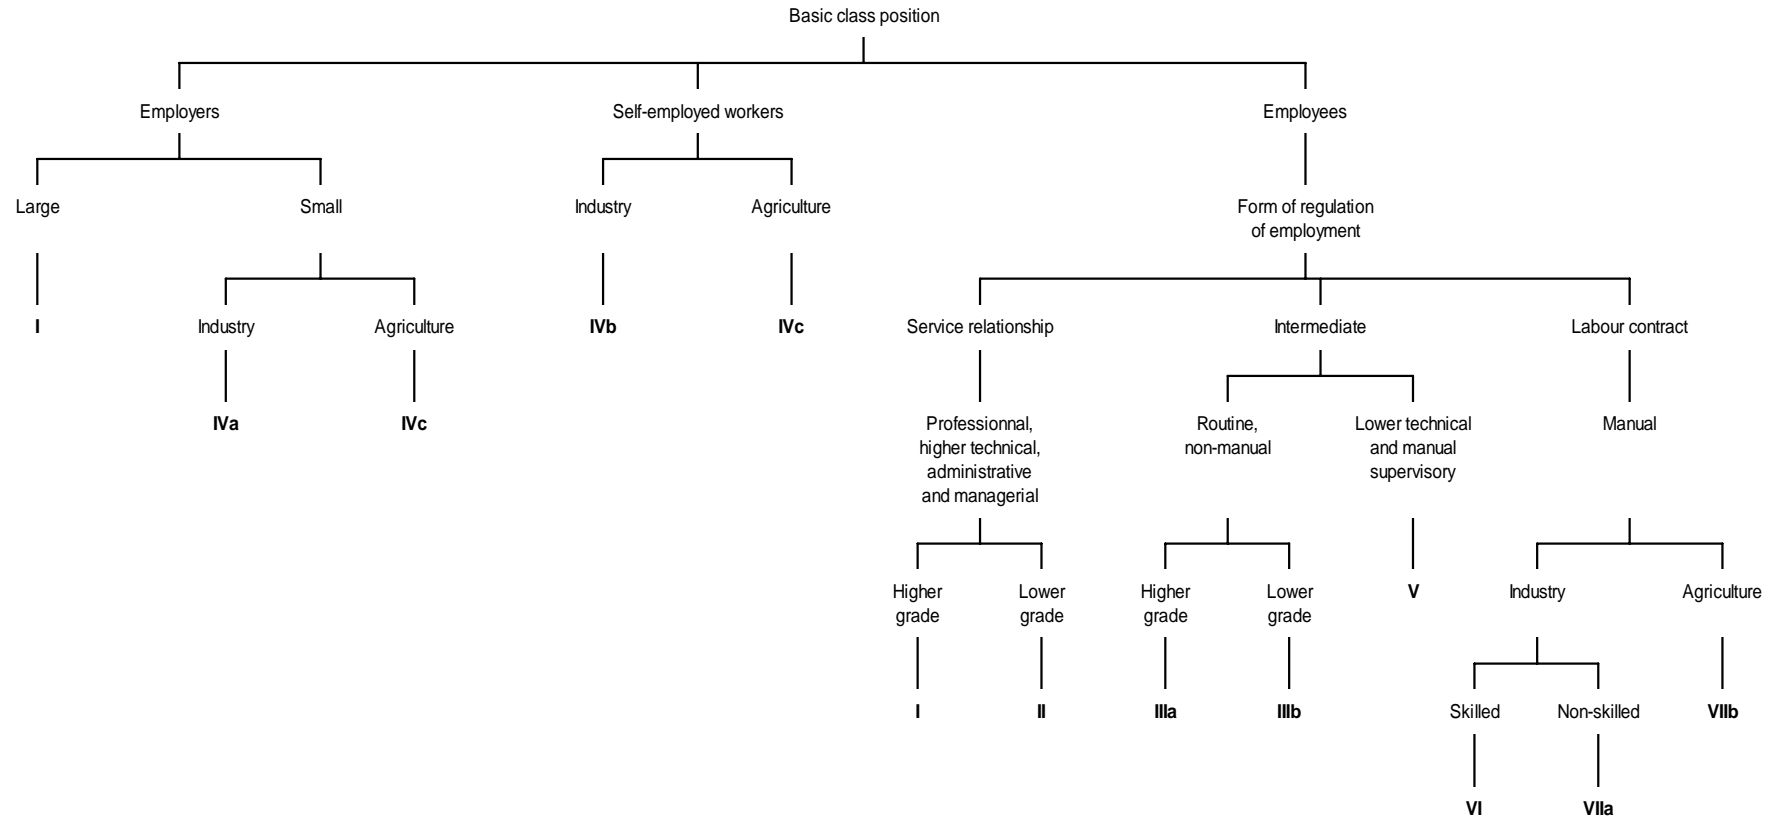 Basic class position
Employers
Self-employed workers
Employees
Large
Small
Industry
Agriculture
Form of regulation
of employment
I
Industry
Agriculture
IVb
IVc
Service relationship
Intermediate
Labour contract
IVa
IVc
Professionnal,
higher technical,
administrative
and managerial
Routine,
non-manual
Lower technical
and manual
supervisory
Manual
Higher
grade
Lower
grade
Higher
grade
Lower
grade
V
Industry
Agriculture
I
II
IIIa
IIIb
Skilled
Non-skilled
VIIb
VI
VIIa